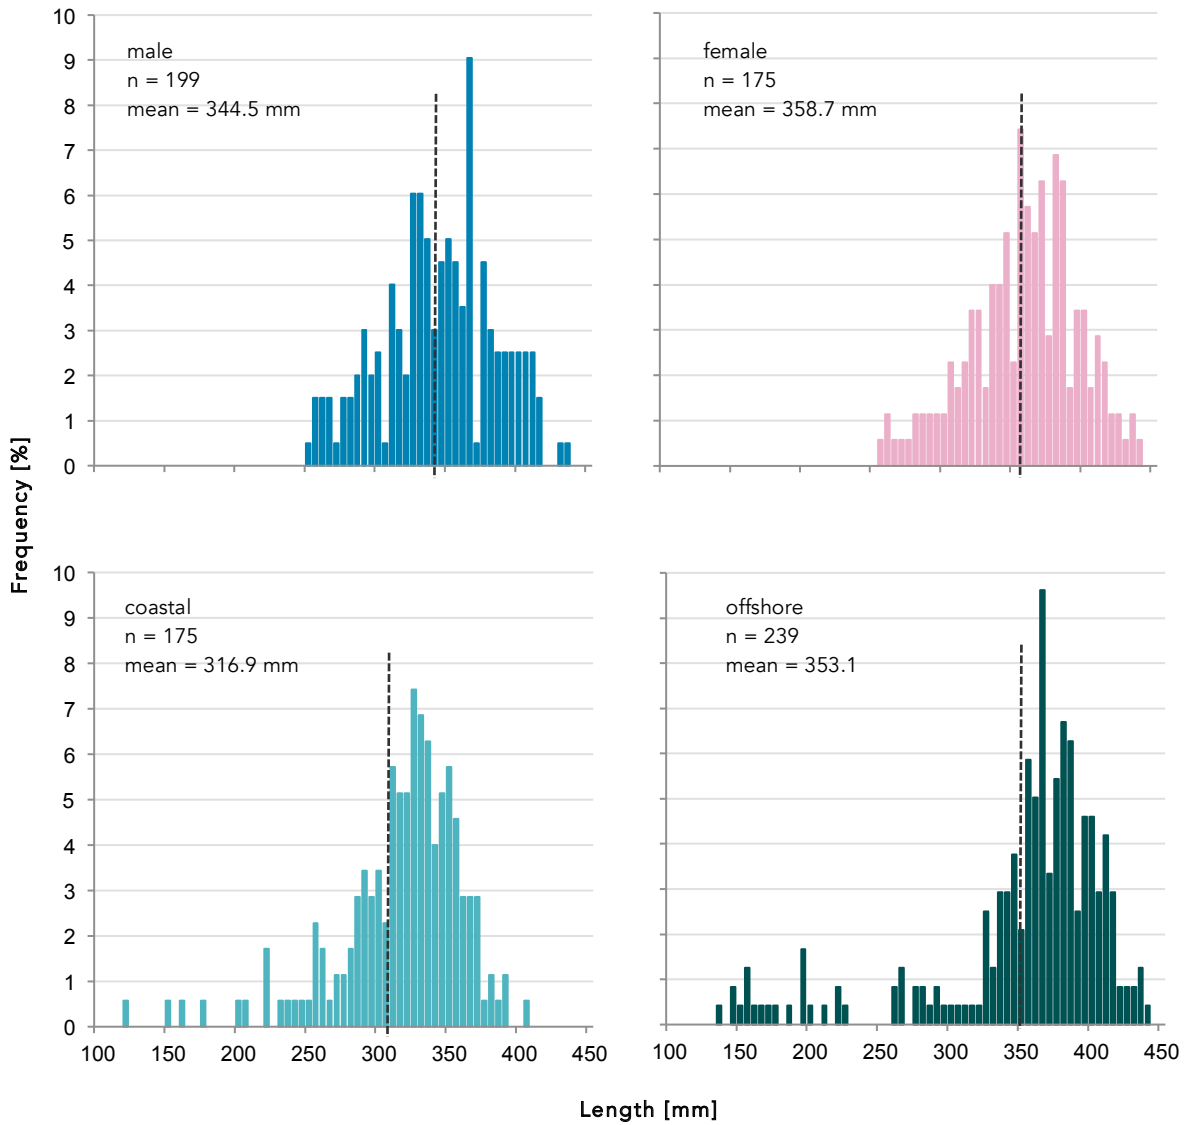 10
9
8
7
6
5
4
3
2
1
0
male
n = 199
mean = 344.5 mm
female
n = 175
mean = 358.7 mm
Frequency [%]
10
9
8
7
6
5
4
3
2
1
0
coastal
n = 175
mean = 316.9 mm
offshore
n = 239
mean = 353.1
100 150 200 250 300 350 400 450
100 150 200 250 300 350 400 450
Length [mm]